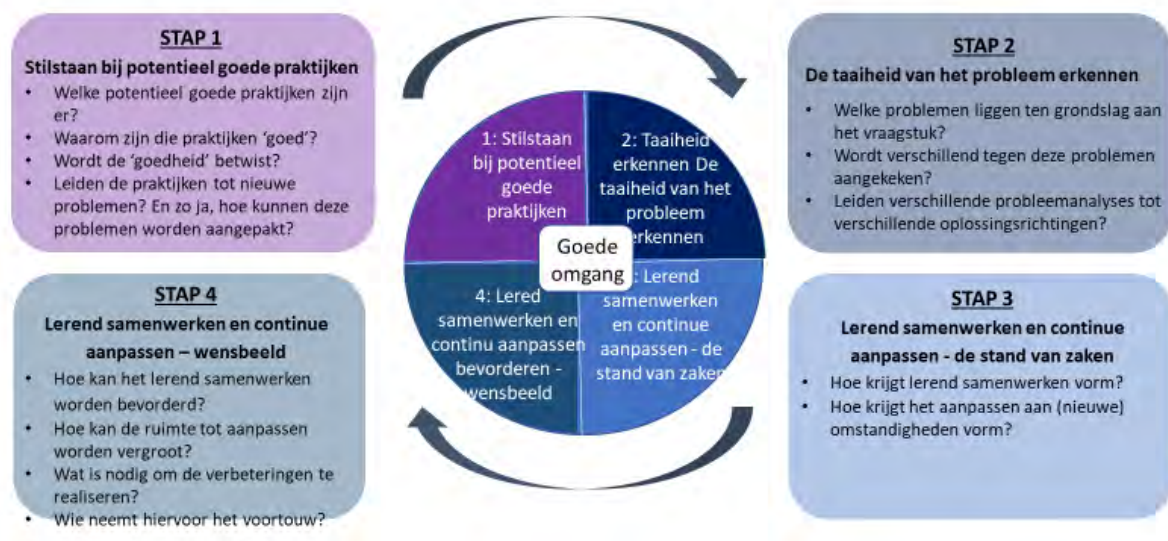 STAP 1
Stilstaan bij potentieel goede praktijken
• Welke potentieel goede praktijken zijn
er?
• Waarom zijn die praktijken ‘goed’?
• Wordt de ‘goedheid’ betwist?
• Leiden de praktijken tot nieuwe
problemen? En zo ja, hoe kunnen deze
problemen worden aangepakt?
STAP 2
De taaiheid van het probleem erkennen
• Welke problemen liggen ten grondslag aan
het vraagstuk?
• Wordt verschillend tegen deze problemen
aangekeken?
• Leiden verschillende probleemanalyses tot
verschillende oplossingsrichtingen?
1: Stilstaan
bij potentieel
goede
praktijken
2: Taaiheid
erkennen De
taaiheid van het
probleem
erkennen
Goede
omgang
: Lerend
samenwerken
en continue
aanpassen - de
stand van zaken
4: Lered
samenwerken en
continu aanpassen
bevorderen -
wensbeeld
STAP 4
Lerend samenwerken en continue
aanpassen – wensbeeld
• Hoe kan het lerend samenwerken
worden bevorderd?
• Hoe kan de ruimte tot aanpassen
worden vergroot?
• Wat is nodig om de verbeteringen te
realiseren?
• Wie neemt hiervoor het voortouw?
STAP 3
Lerend samenwerken en continue
aanpassen - de stand van zaken
• Hoe krijgt lerend samenwerken vorm?
• Hoe krijgt het aanpassen aan (nieuwe)
omstandigheden vorm?